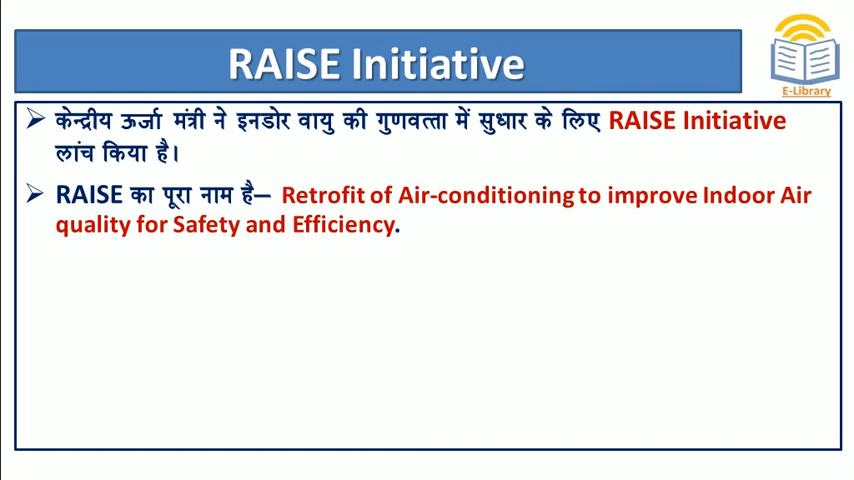 RAISE Initiative
E-Library
केन्द्रीय ऊर्जा मंत्री ने इनडोर वायु की गुणवत्ता में सुधार के लिए RAISE Initiative
लांच किया है।
RAISE का पूरा नाम है– Retrofit of Air-conditioning to improve Indoor Air
quality for Safety and Efficiency.